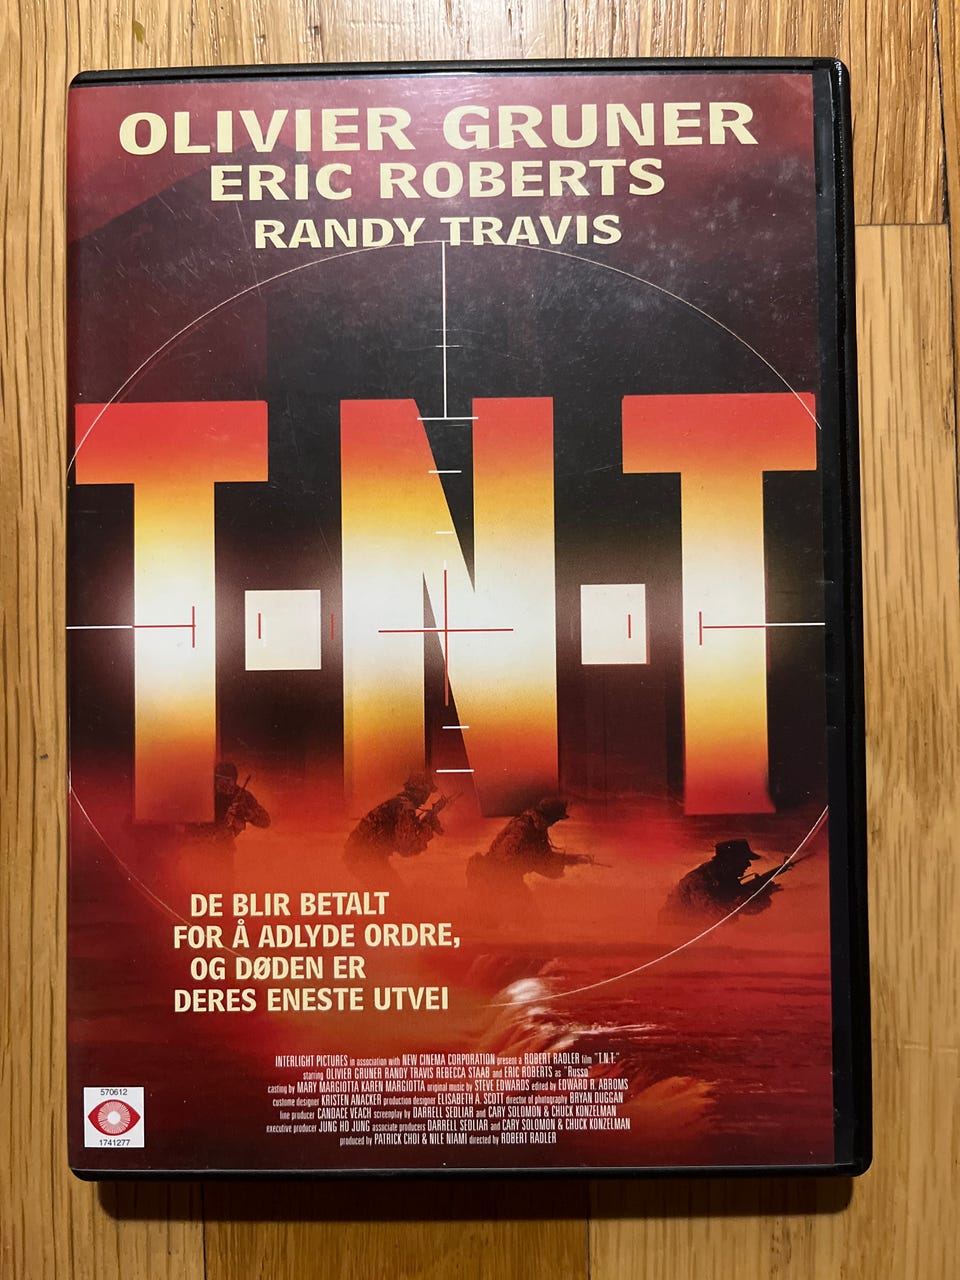 OLIVIER GRUNER
ERIC ROBERTS
RANDY TRAVIS
T·N·T
DE BLIR BETALT
FOR Å ADLYDE ORDRE,
OG DØDEN ER
DERES ENESTE UTVEI
INTERLIGHT PICTURES in association with NEW CINEMA CORPORATION present a ROBERT RADLER film "T.N.T."
starring OLIVIER GRUNER RANDY TRAVIS REBECCA STAAB and ERIC ROBERTS as "Russo"
casting by MARY MARGIOTTA KAREN MARGIOTTA original music by STEVE EDWARDS edited by EDWARD R. ABROMS
custume designer KRISTEN ANACKER production designer ELISABETH A. SCOTT director of photography BRYAN DUGGAN
line producer CANDACE VEACH screenplay by DARRELL SEDLIAR and CARY SOLOMON & CHUCK KONZELMAN
executive producer JUNG HO JUNG associate producers DARRELL SEDLIAR and CARY SOLOMON & CHUCK KONZELMAN
produced by PATRICK CHOI & NILE NIAMI directed by ROBERT RADLER
570612
1741277